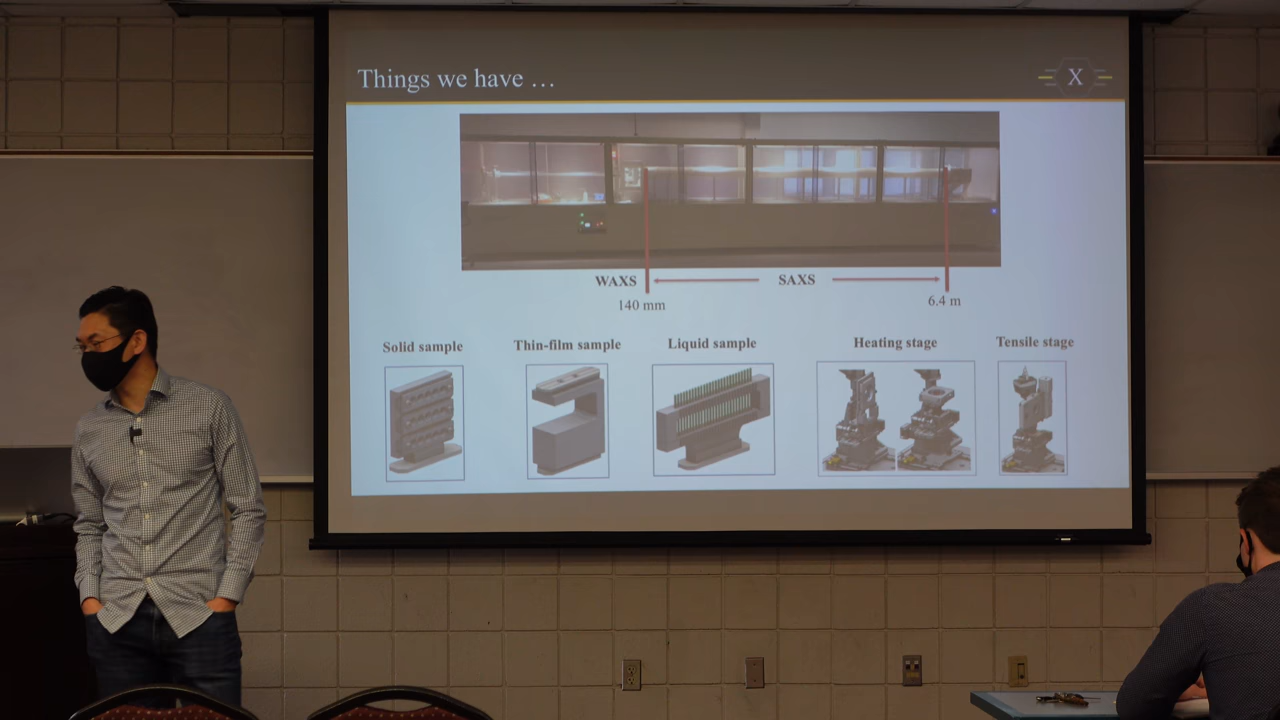 Things we have …
X
WAXS
SAXS
140 mm
6.4 m
Solid sample
Thin-film sample
Liquid sample
Heating stage
Tensile stage